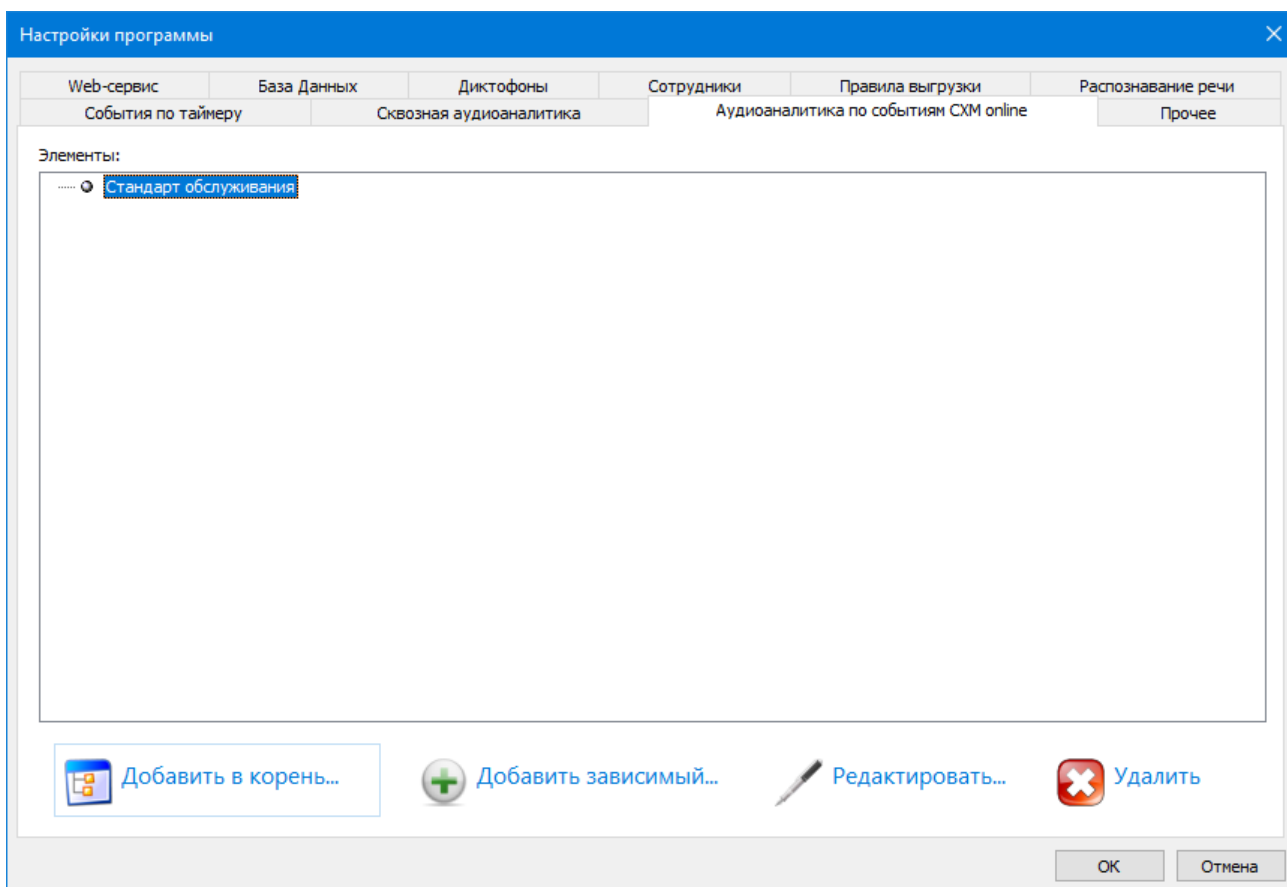 Настройки программы
Web-сервис База Данных Диктофоны Сотрудники Правила выгрузки Распознавание речи
События по таймеру Сквозная аудиоаналитика Аудиоаналитика по событиям CXM online Прочее
Элементы:
Стандарт обслуживания
Добавить в корень... Добавить зависимый... Редактировать... Удалить
OK Отмена